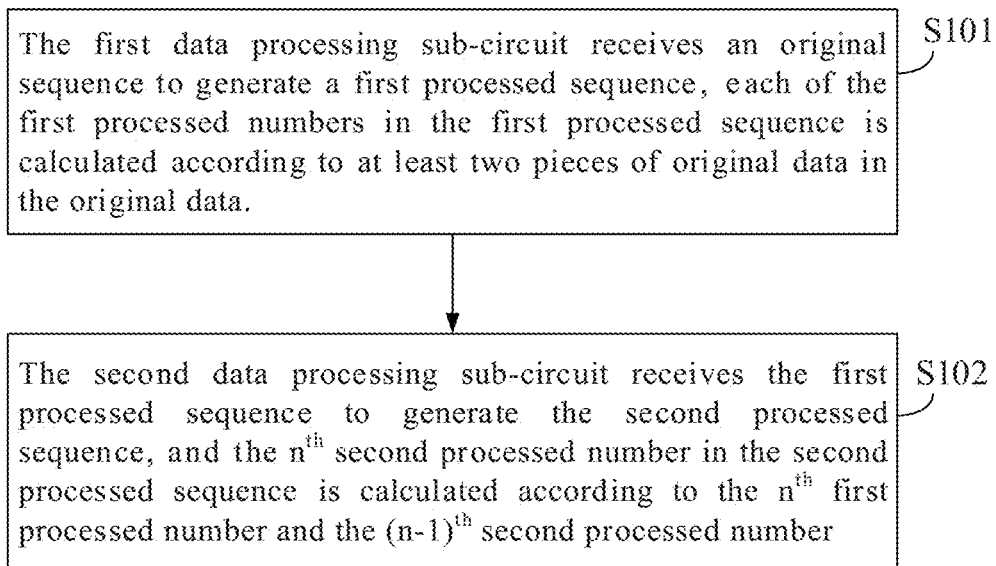 The first data processing sub-circuit receives an
sequence to generate a first processed sequence, each of the
first processed numbers in the first processed sequence is
calculated according to at least two pieces of original data in
the original data.
S101
The second data processing sub-circuit receives the first
processed sequence to generate the second processed
sequence, and the nth second processed number in the second
processed sequence is calculated according to the nth first
processed number and the (n-1)th second processed number
S102